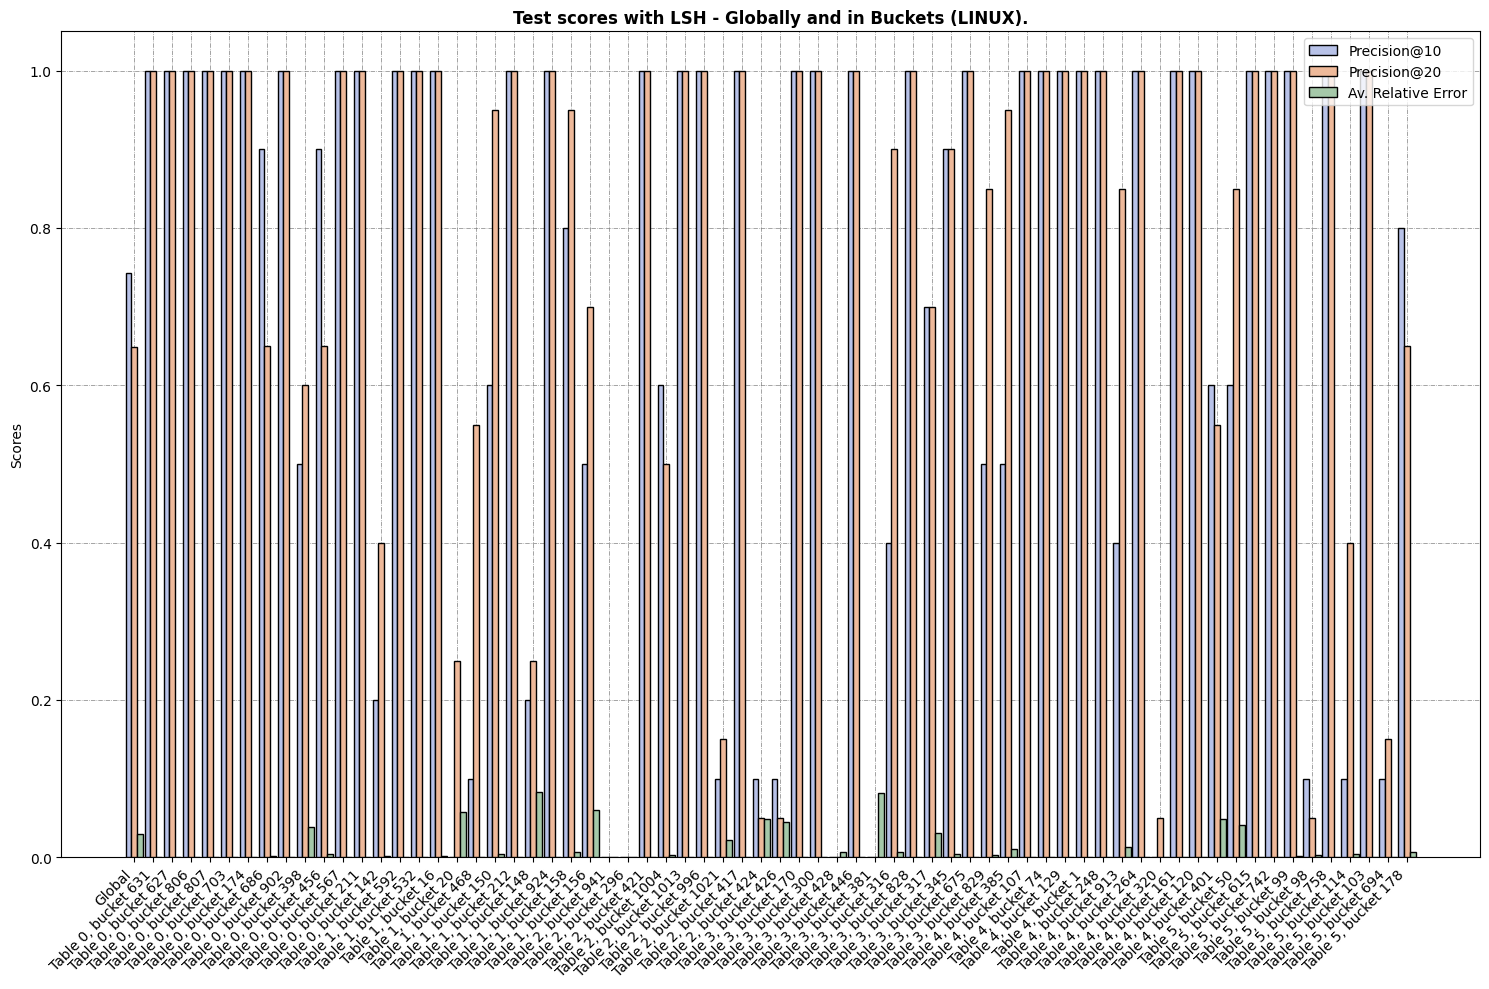 Test scores with LSH - Globally and in Buckets (LINUX).
Precision@10
Precision@20
Av. Relative Error
Scores
1.0
0.8
0.6
0.4
0.2
0.0
Global
Table 0, bucket 631
Table 0, bucket 627
Table 0, bucket 806
Table 0, bucket 807
Table 0, bucket 703
Table 0, bucket 174
Table 0, bucket 686
Table 0, bucket 902
Table 0, bucket 398
Table 0, bucket 456
Table 0, bucket 567
Table 0, bucket 211
Table 0, bucket 142
Table 1, bucket 592
Table 1, bucket 532
Table 1, bucket 16
Table 1, bucket 20
Table 1, bucket 468
Table 1, bucket 150
Table 1, bucket 212
Table 1, bucket 148
Table 1, bucket 924
Table 1, bucket 158
Table 1, bucket 156
Table 1, bucket 941
Table 2, bucket 296
Table 2, bucket 421
Table 2, bucket 1004
Table 2, bucket 1013
Table 2, bucket 996
Table 2, bucket 1021
Table 2, bucket 417
Table 2, bucket 424
Table 2, bucket 426
Table 3, bucket 170
Table 3, bucket 300
Table 3, bucket 428
Table 3, bucket 446
Table 3, bucket 381
Table 3, bucket 316
Table 3, bucket 828
Table 3, bucket 317
Table 3, bucket 345
Table 3, bucket 675
Table 3, bucket 829
Table 4, bucket 385
Table 4, bucket 107
Table 4, bucket 74
Table 4, bucket 129
Table 4, bucket 1
Table 4, bucket 248
Table 4, bucket 913
Table 4, bucket 264
Table 4, bucket 320
Table 4, bucket 161
Table 4, bucket 120
Table 4, bucket 401
Table 5, bucket 50
Table 5, bucket 615
Table 5, bucket 742
Table 5, bucket 99
Table 5, bucket 98
Table 5, bucket 758
Table 5, bucket 114
Table 5, bucket 103
Table 5, bucket 694
Table 5, bucket 178